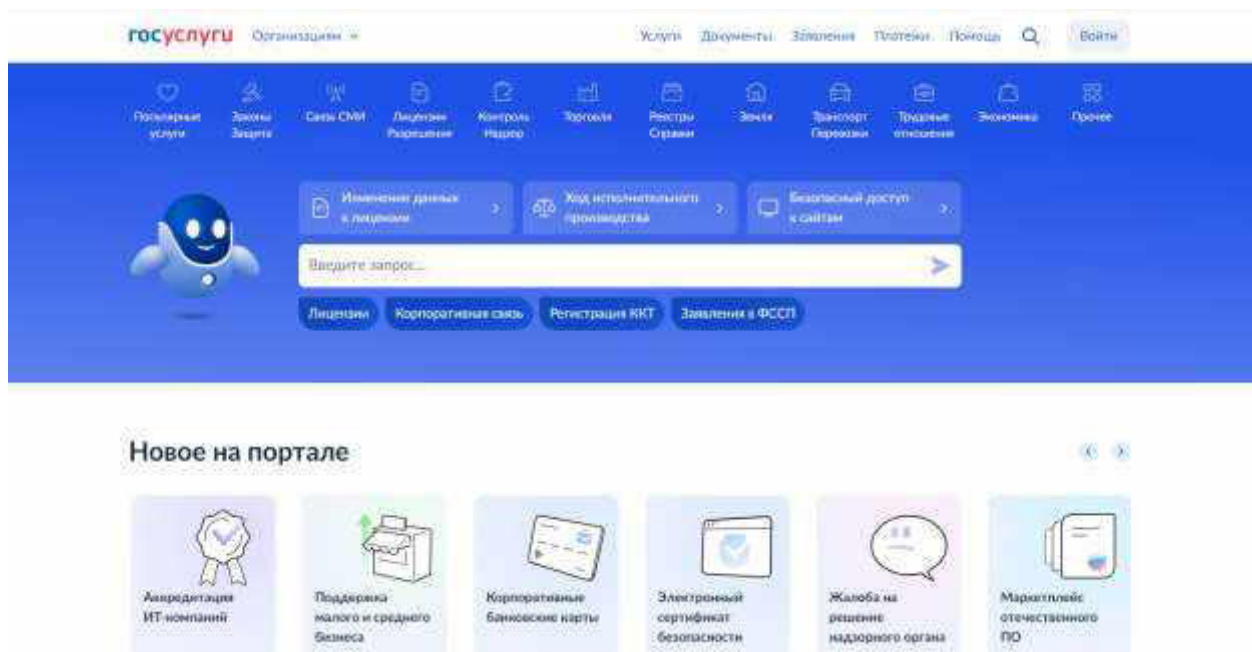 госуслуги Организациям
Услуги Документы Заявления Платежи Помощь Войти
Популярные
услуги
Законы
Защита
Связь СМИ
Лицензии
Разрешения
Контроль
Надзор
Торговля
Реестры
Справки
Земля
Транспорт
Перевозки
Трудовые
отношения
Экономика
Прочее
Изменение данных
в лицензии
Ход исполнительного
производства
Безопасный доступ
к сайтам
Введите запрос...
Лицензии Корпоративная связь Регистрация ККТ Заявления в ФССП
Новое на портале
Аккредитация
ИТ-компаний
Поддержка
малого и среднего
бизнеса
Корпоративные
банковские карты
Электронный
сертификат
безопасности
Жалоба на
решение
надзорного органа
Маркетплейс
отечественного
ПО